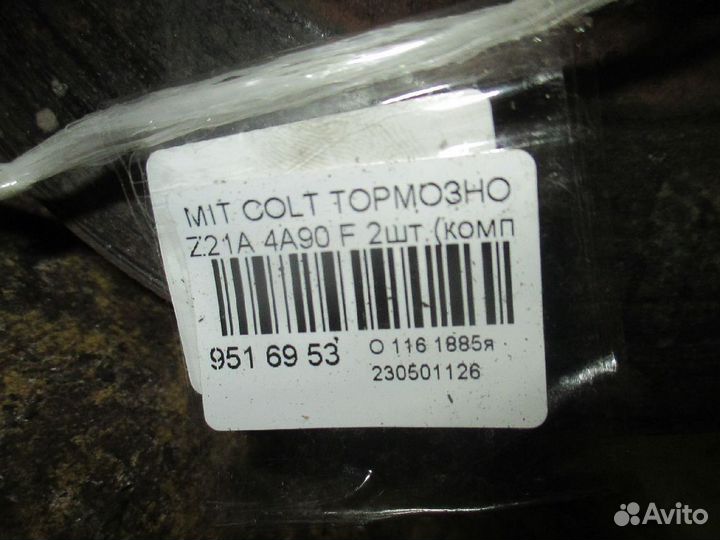 MIT COLT ТОРМОЗНО
Z21A 4A90 F 2шт.(комп
951 69 53
О 116 1885я
230501126
Avito